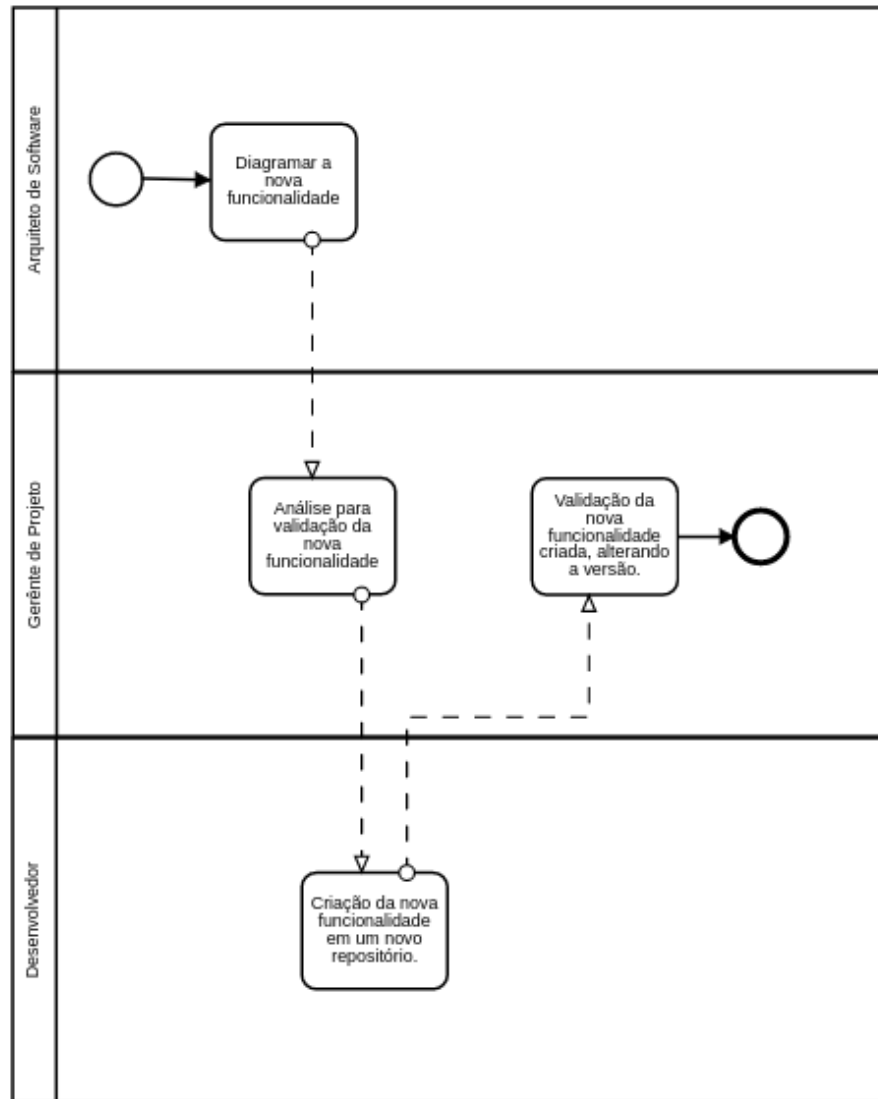 Arquiteto de Software
Diagramar a
nova
funcionalidade
Gerênte de Projeto
Análise para
validação da
nova
funcionalidade
Validação da
nova
funcionalidade
criada, alterando
a versão.
Desenvolvedor
Criação da nova
funcionalidade
em um novo
repositório.